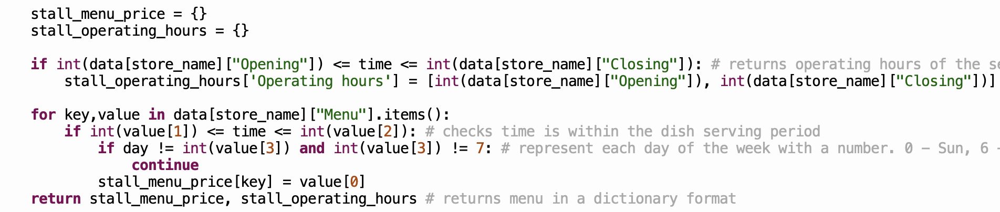 stall_menu_price = {}
stall_operating_hours = {}
if int(data[store_name]["Opening"]) <= time <= int(data[store_name]["Closing"]): # returns operating hours of the
stall_operating_hours['Operating hours'] = [int(data[store_name]["Opening"]), int(data[store_name]["Closing"])]
for key,value in data[store_name]["Menu"].items():
if int(value[1]) <= time <= int(value[2]): # checks time is within the dish serving period
if day != int(value[3]) and int(value[3]) != 7: # represent each day of the week with a number. 0 - Sun, 6 -
continue
stall_menu_price[key] = value[0]
return stall_menu_price, stall_operating_hours # returns menu in a dictionary format